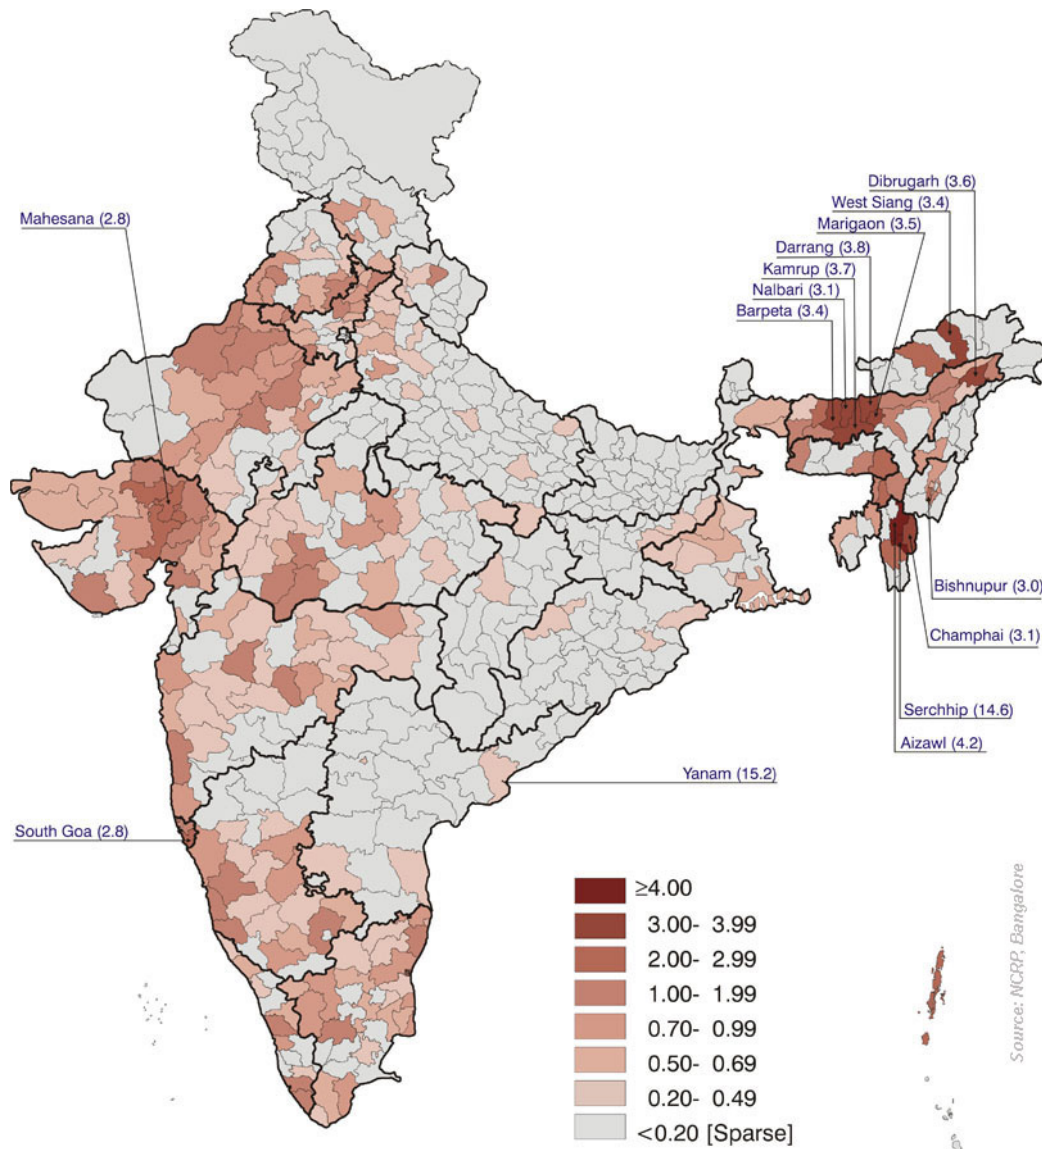 Dibrugarh (3.6)
West Siang (3.4)
Mahesana (2.8)
Marigaon (3.5)
Darrang (3.8)
Kamrup (3.7)
Nalbari (3.1)
Barpeta (3.4)
Bishnupur (3.0)
Champhai (3.1)
Serchhip (14.6)
Aizawl (4.2)
Yanam (15.2)
South Goa (2.8)
≥4.00
3.00- 3.99
2.00- 2.99
1.00- 1.99
0.70- 0.99
0.50- 0.69
0.20- 0.49
<0.20 [Sparse]
Source: NCRP, Bangalore